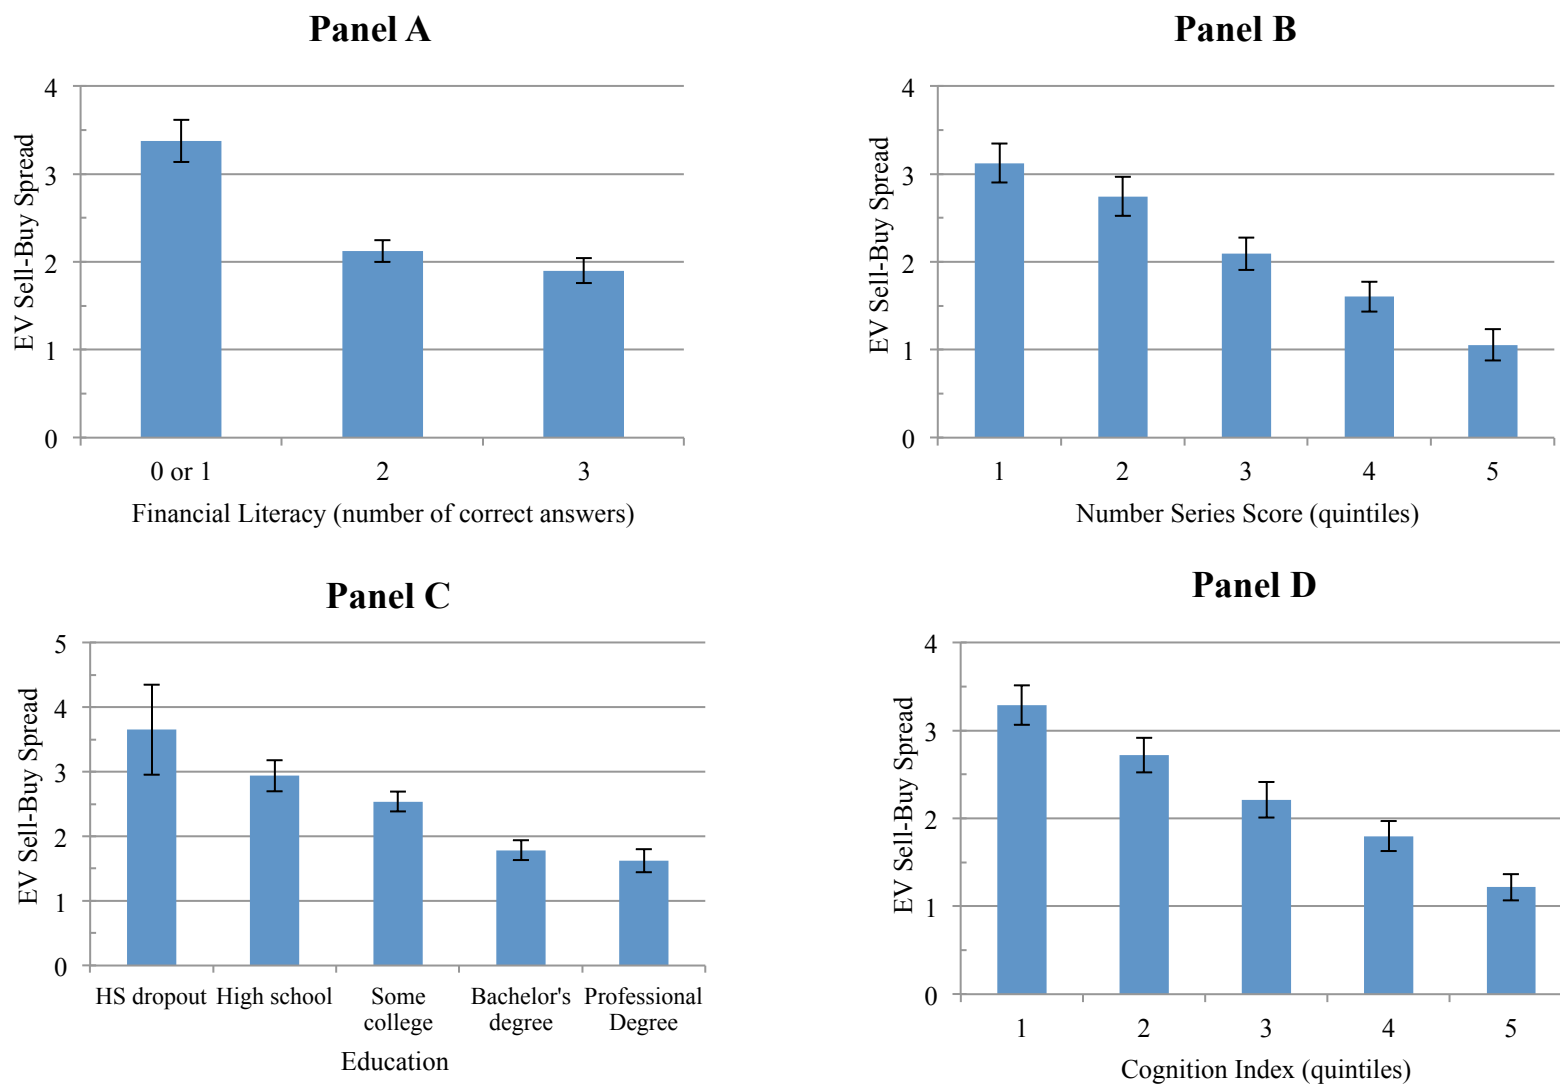 Panel A
4
3
2
1
0
EV Sell-Buy Spread
0 or 1 2 3
Financial Literacy (number of correct answers)
Panel B
4
3
2
1
0
EV Sell-Buy Spread
1 2 3 4 5
Number Series Score (quintiles)
Panel C
5
4
3
2
1
0
EV Sell-Buy Spread
HS dropout High school Some Bachelor's Professional
college degree Degree
Education
Panel D
4
3
2
1
0
EV Sell-Buy Spread
1 2 3 4 5
Cognition Index (quintiles)